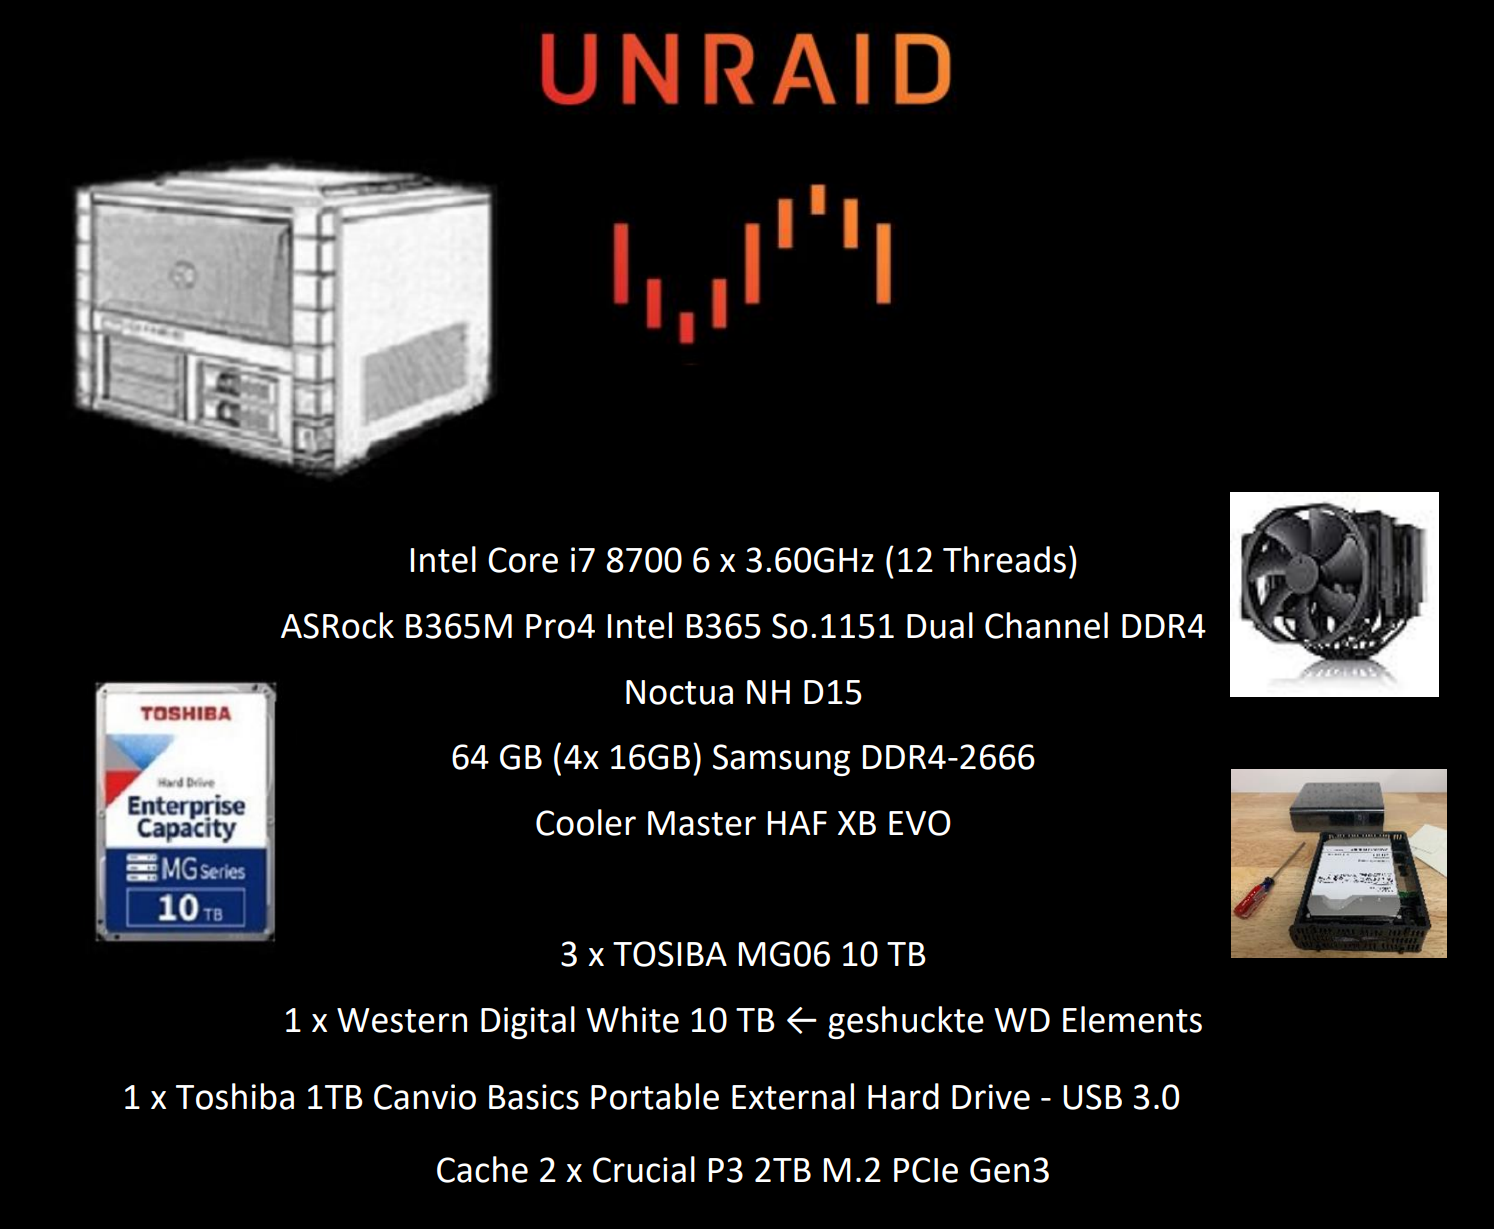 UNRAID
Intel Core i7 8700 6 x 3.60GHz (12 Threads)
ASRock B365M Pro4 Intel B365 So.1151 Dual Channel DDR4
Noctua NH D15
64 GB (4x 16GB) Samsung DDR4-2666
Cooler Master HAF XB EVO
TOSHIBA
Hard Drive
Enterprise
Capacity
MG Series
10 TB
3 x TOSIBA MG06 10 TB
1 x Western Digital White 10 TB ← geshuckte WD Elements
1 x Toshiba 1TB Canvio Basics Portable External Hard Drive - USB 3.0
Cache 2 x Crucial P3 2TB M.2 PCIe Gen3